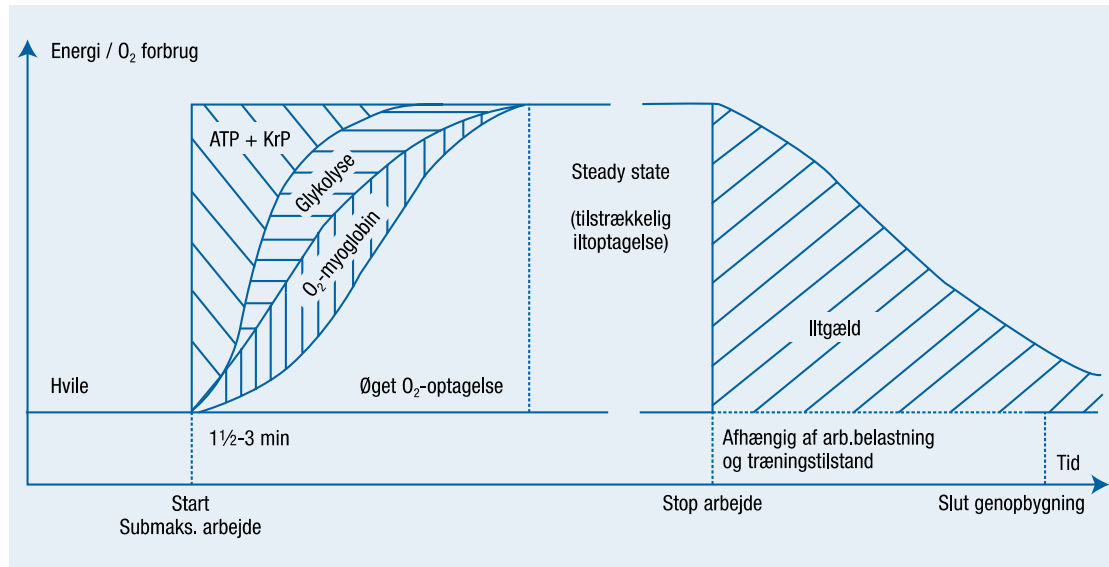 Energi / O₂ forbrug
ATP + KrP
Glykolyse
O₂-myoglobin
Steady state
(tilstrækkelig
iltoptagelse)
Iltgæld
Hvile
Øget O₂-optagelse
1½-3 min
Afhængig af arb.belastning
og træningstilstand
Tid
Start
Submaks. arbejde
Stop arbejde
Slut genopbygning